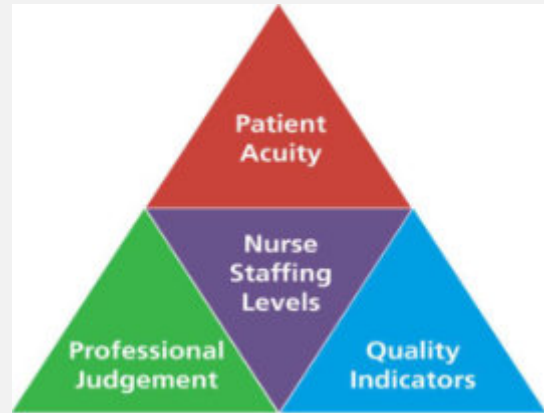 Patient
Acuity
Nurse
Staffing
Levels
Professional
Judgement
Quality
Indicators